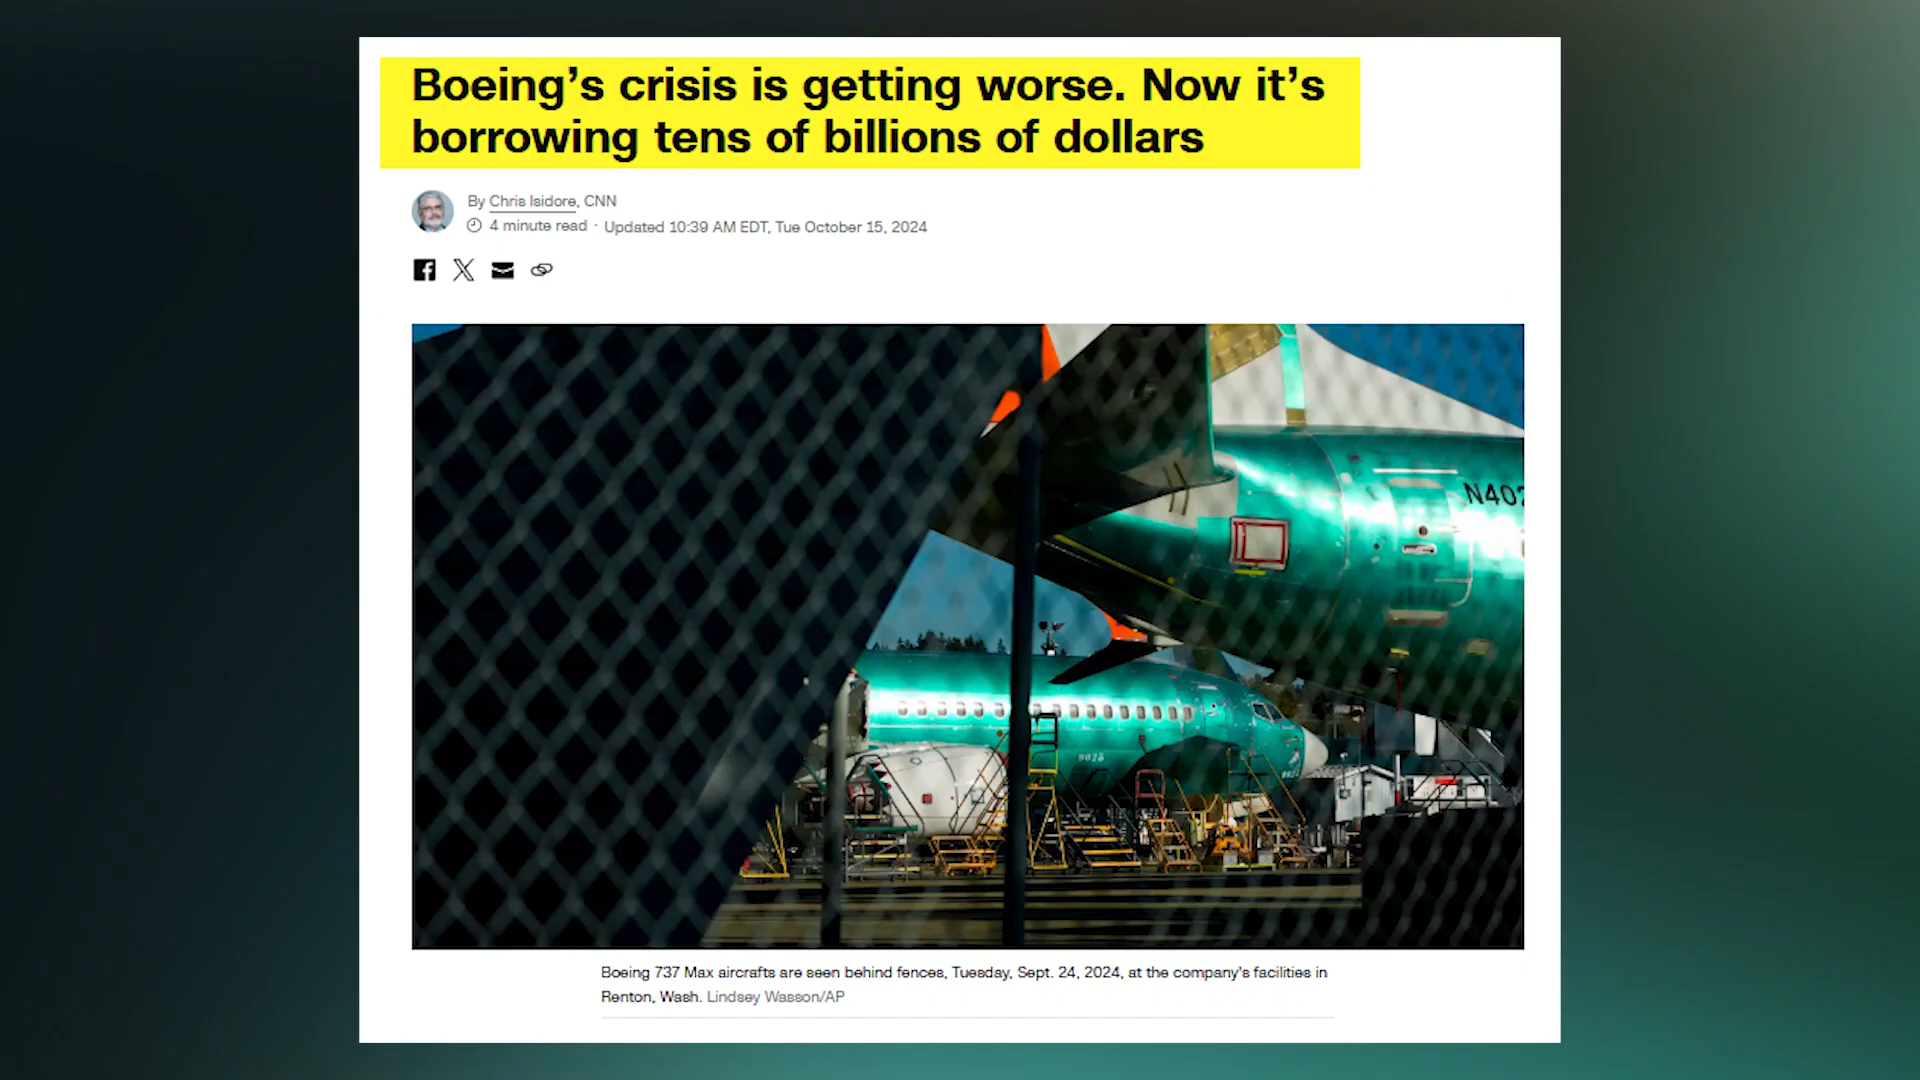 Boeing’s crisis is getting worse. Now it’s
borrowing tens of billions of dollars
By Chris Isidore, CNN
4 minute read · Updated 10:39 AM EDT, Tue October 15, 2024
N402
9025
Boeing 737 Max aircrafts are seen behind fences, Tuesday, Sept. 24, 2024, at the company's facilities in
Renton, Wash. Lindsey Wasson/AP